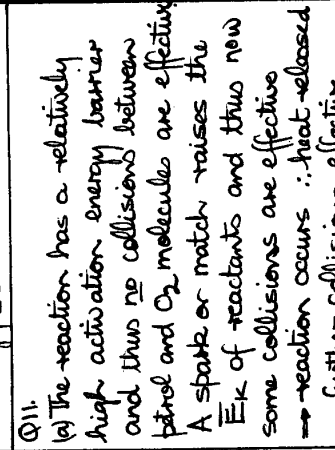 Q11.
(a) The reaction has a relatively
high activation energy barrier
and thus no collisions between
petrol and O₂ molecules are effective
A spark or match raises the
E̅ₖ of reactants and thus now
some collisions are effective
→ reaction occurs ∴ heat released
collisions effective